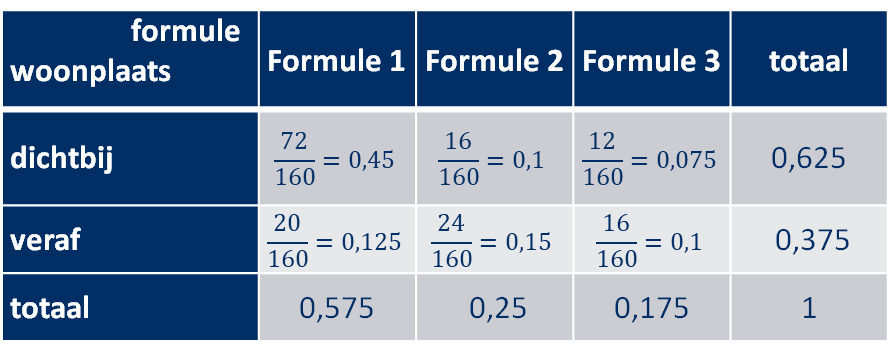 formule
woonplaats Formule 1 Formule 2 Formule 3 totaal
dichtbij 72/160 = 0,45 16/160 = 0,1 12/160 = 0,075 0,625
veraf 20/160 = 0,125 24/160 = 0,15 16/160 = 0,1 0,375
totaal 0,575 0,25 0,175 1